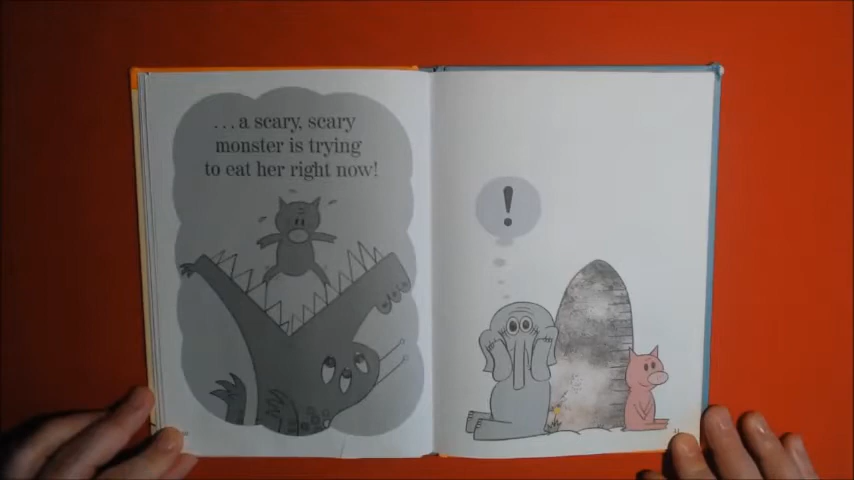 ...a scary, scary
monster is trying
to eat her right now!
!